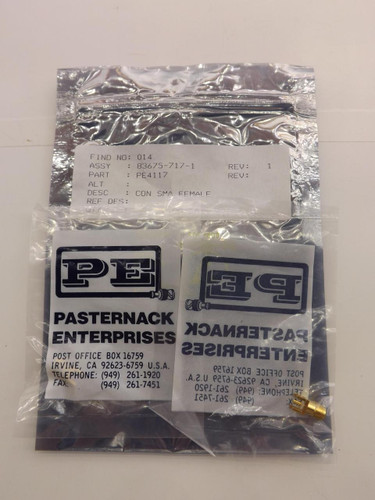 FIND NO: 014
ASSY : 83675-717-1 REV: 1
PART : PE4117 REV:
ALT :
DESC : CON SMA FEMALE
REF DES:
PE
PASTERNACK
ENTERPRISES
POST OFFICE BOX 16759
IRVINE, CA 92623-6759 U.S.A.
TELEPHONE: (949) 261-1920
FAX: (949) 261-7451
PE
PASTERNACK
ENTERPRISES
POST OFFICE BOX 16759
IRVINE, CA 92623-6759 U.S.A.
TELEPHONE: (949) 261-1920
(949) 261-7451